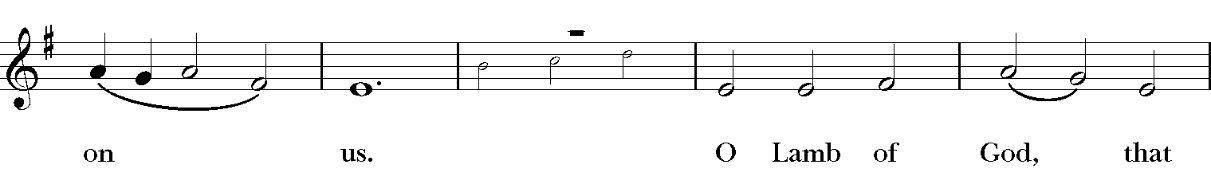 on us. O Lamb of God, that